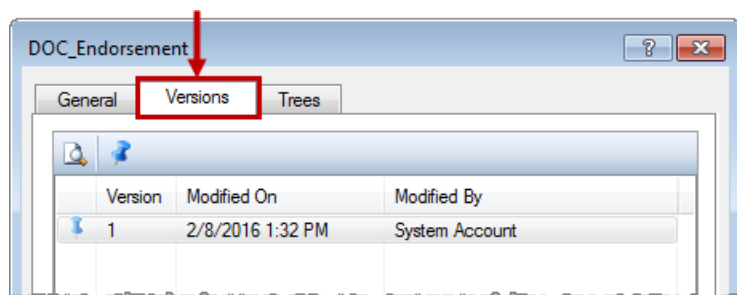 DOC_Endorsement
General Versions Trees
Version Modified On Modified By
1 2/8/2016 1:32 PM System Account